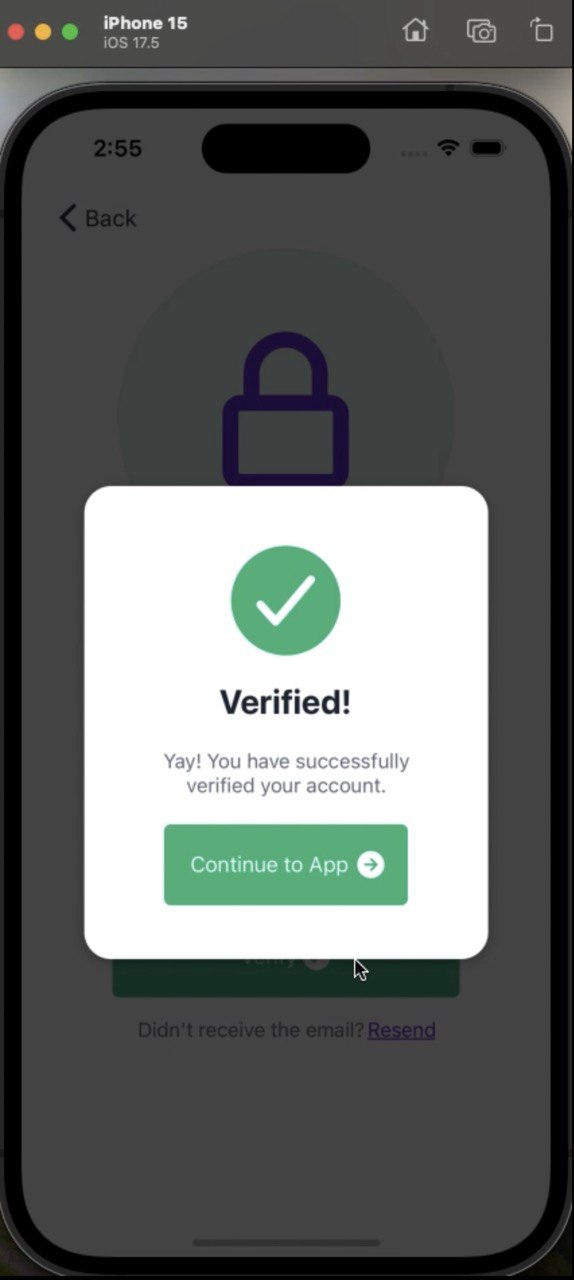 iPhone 15
iOS 17.5
2:55
Back
Verified!
Yay! You have successfully
verified your account.
Continue to App
Verify
Didn't receive the email? Resend